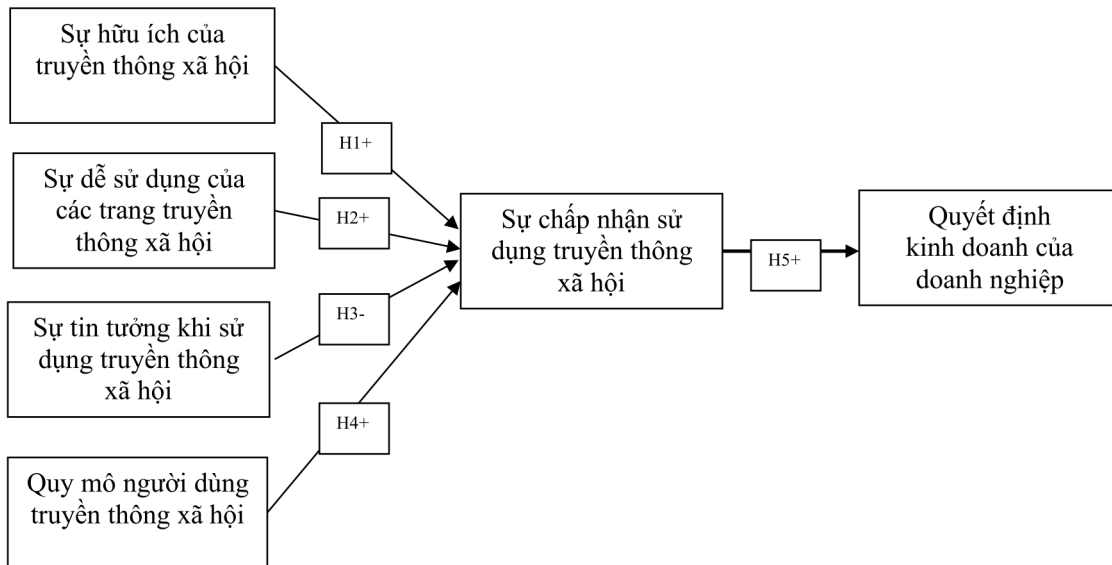 Sự hữu ích của
truyền thông xã hội
H1+
Sự dễ sử dụng của
các trang truyền
thông xã hội
H2+
Sự tin tưởng khi sử
dụng truyền thông
xã hội
H3-
Quy mô người dùng
truyền thông xã hội
H4+
Sự chấp nhận sử
dụng truyền thông
xã hội
H5+
Quyết định
kinh doanh của
doanh nghiệp